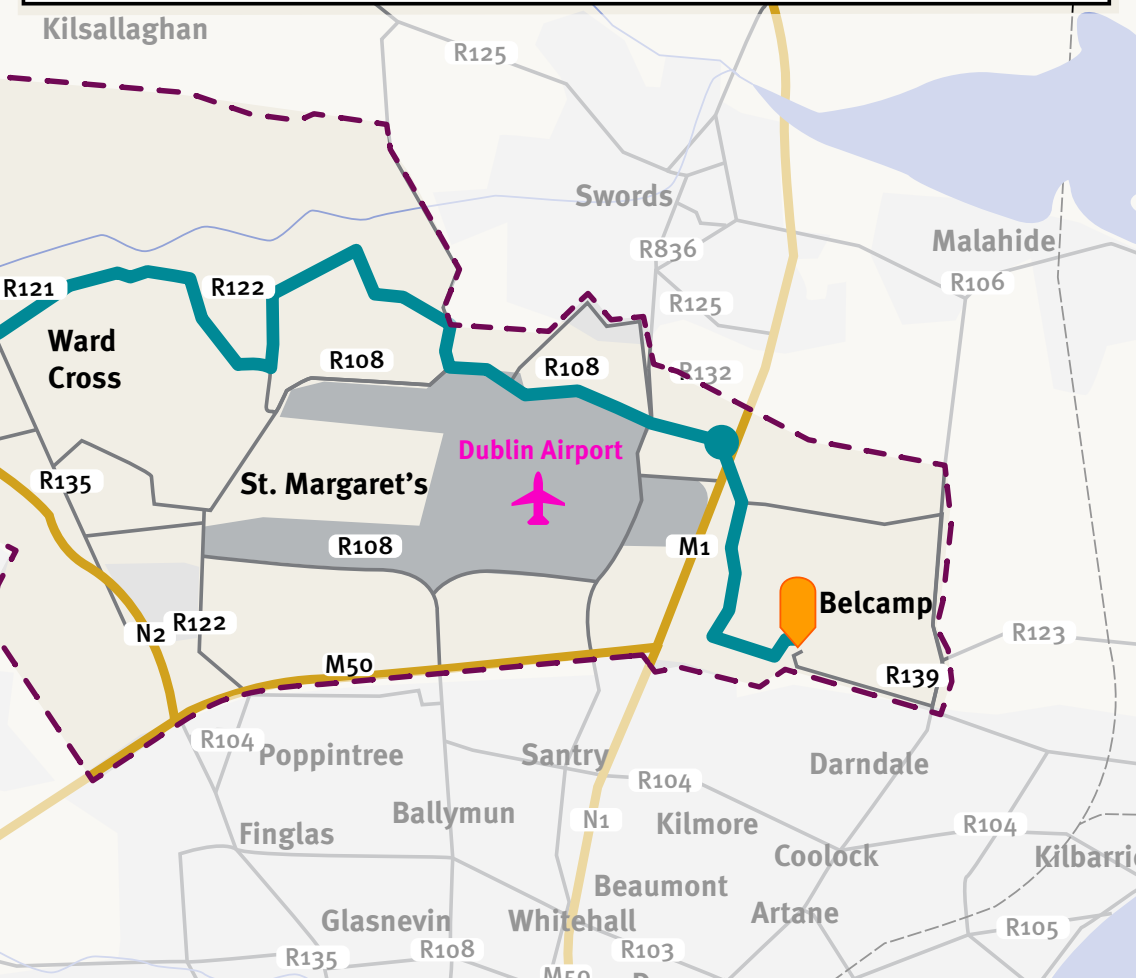 Kilsallaghan
R125
Swords
R836
Malahide
R106
R121
R122
R125
Ward
Cross
R108
R108
R132
Dublin Airport
R135
St. Margaret's
R108
M1
Belcamp
R122
N2
R123
M50
R139
R104
Poppintree
Santry
Darndale
R104
Ballymun
N1
Kilmore
R104
Finglas
Coolock
Kilbarri
Beaumont
Artane
Glasnevin
Whitehall
R105
R135
R108
R103
M50